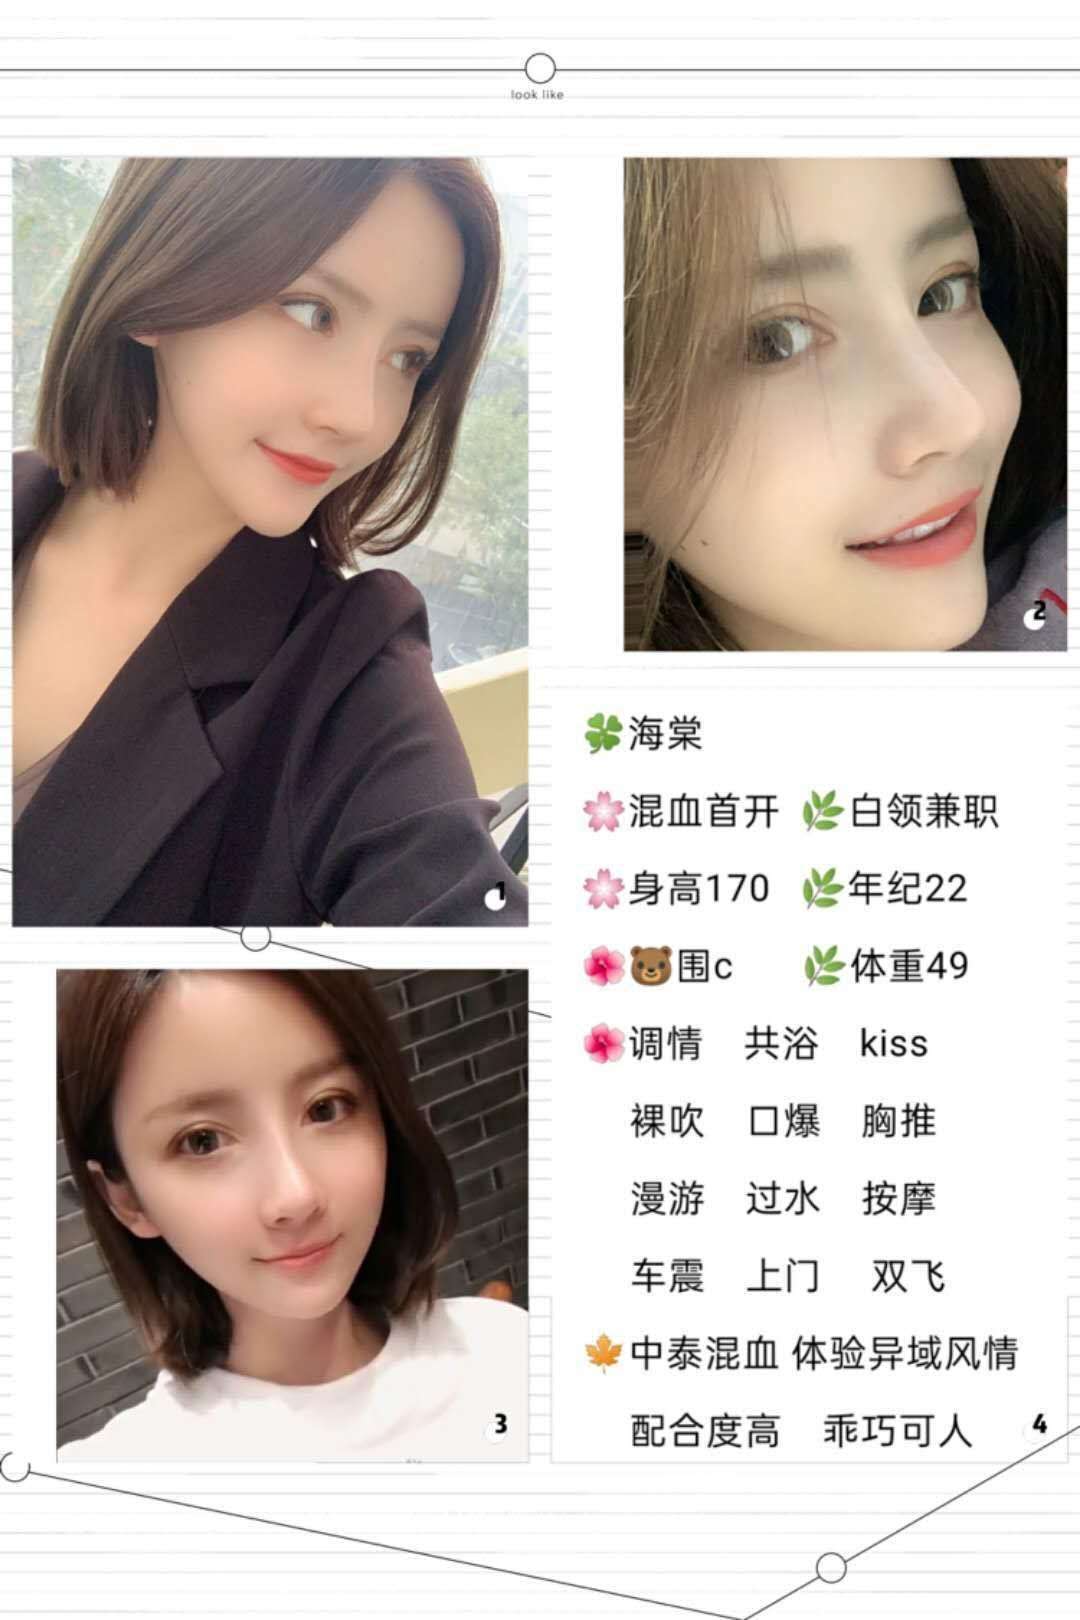 look like
1
2
🍀海棠
🌸混血首开 🌿白领兼职
🌸身高170 🌿年纪22
🌺🐻围c 🌿体重49
🌺调情 共浴 kiss
裸吹 口爆 胸推
漫游 过水 按摩
车震 上门 双飞
🍁中泰混血 体验异域风情
配合度高 乖巧可人
3
4